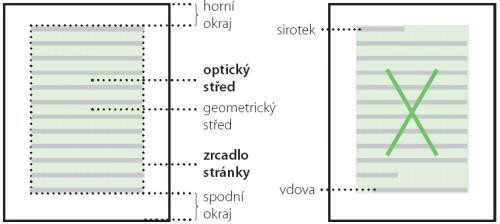 horní
okraj
optický
střed
geometrický
střed
zrcadlo
stránky
spodní
okraj
sirotek
vdova